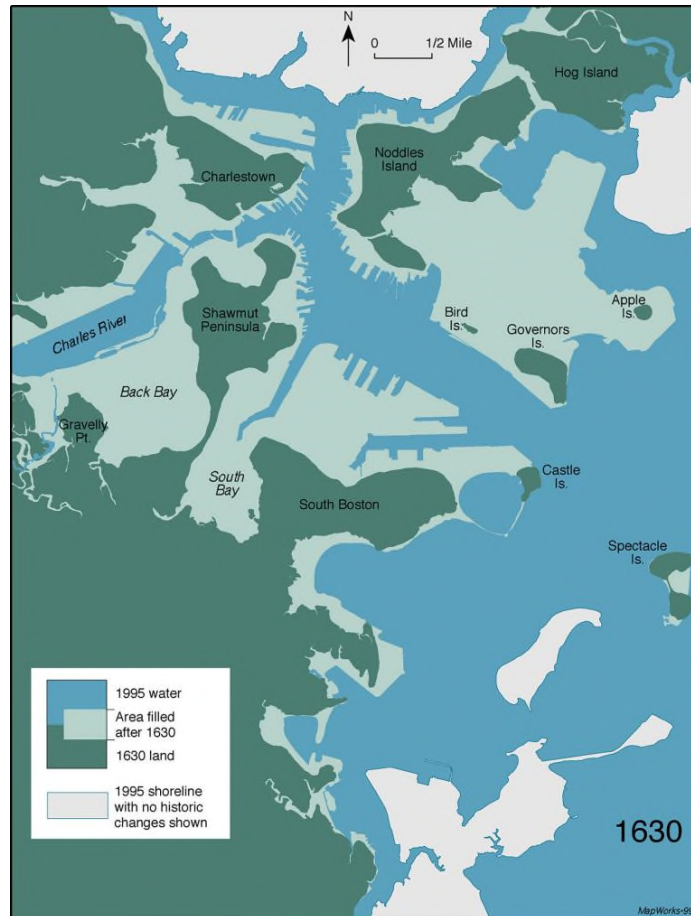 N
0 1/2 Mile
Hog Island
Charlestown
Noddles
Island
Shawmut
Peninsula
Charles River
Bird
Is.
Governors
Is.
Apple
Is.
Back Bay
Gravelly
Pt.
South
Bay
South Boston
Castle
Is.
Spectacle
Is.
1995 water
Area filled
after 1630
1630 land
1995 shoreline
with no historic
changes shown
1630